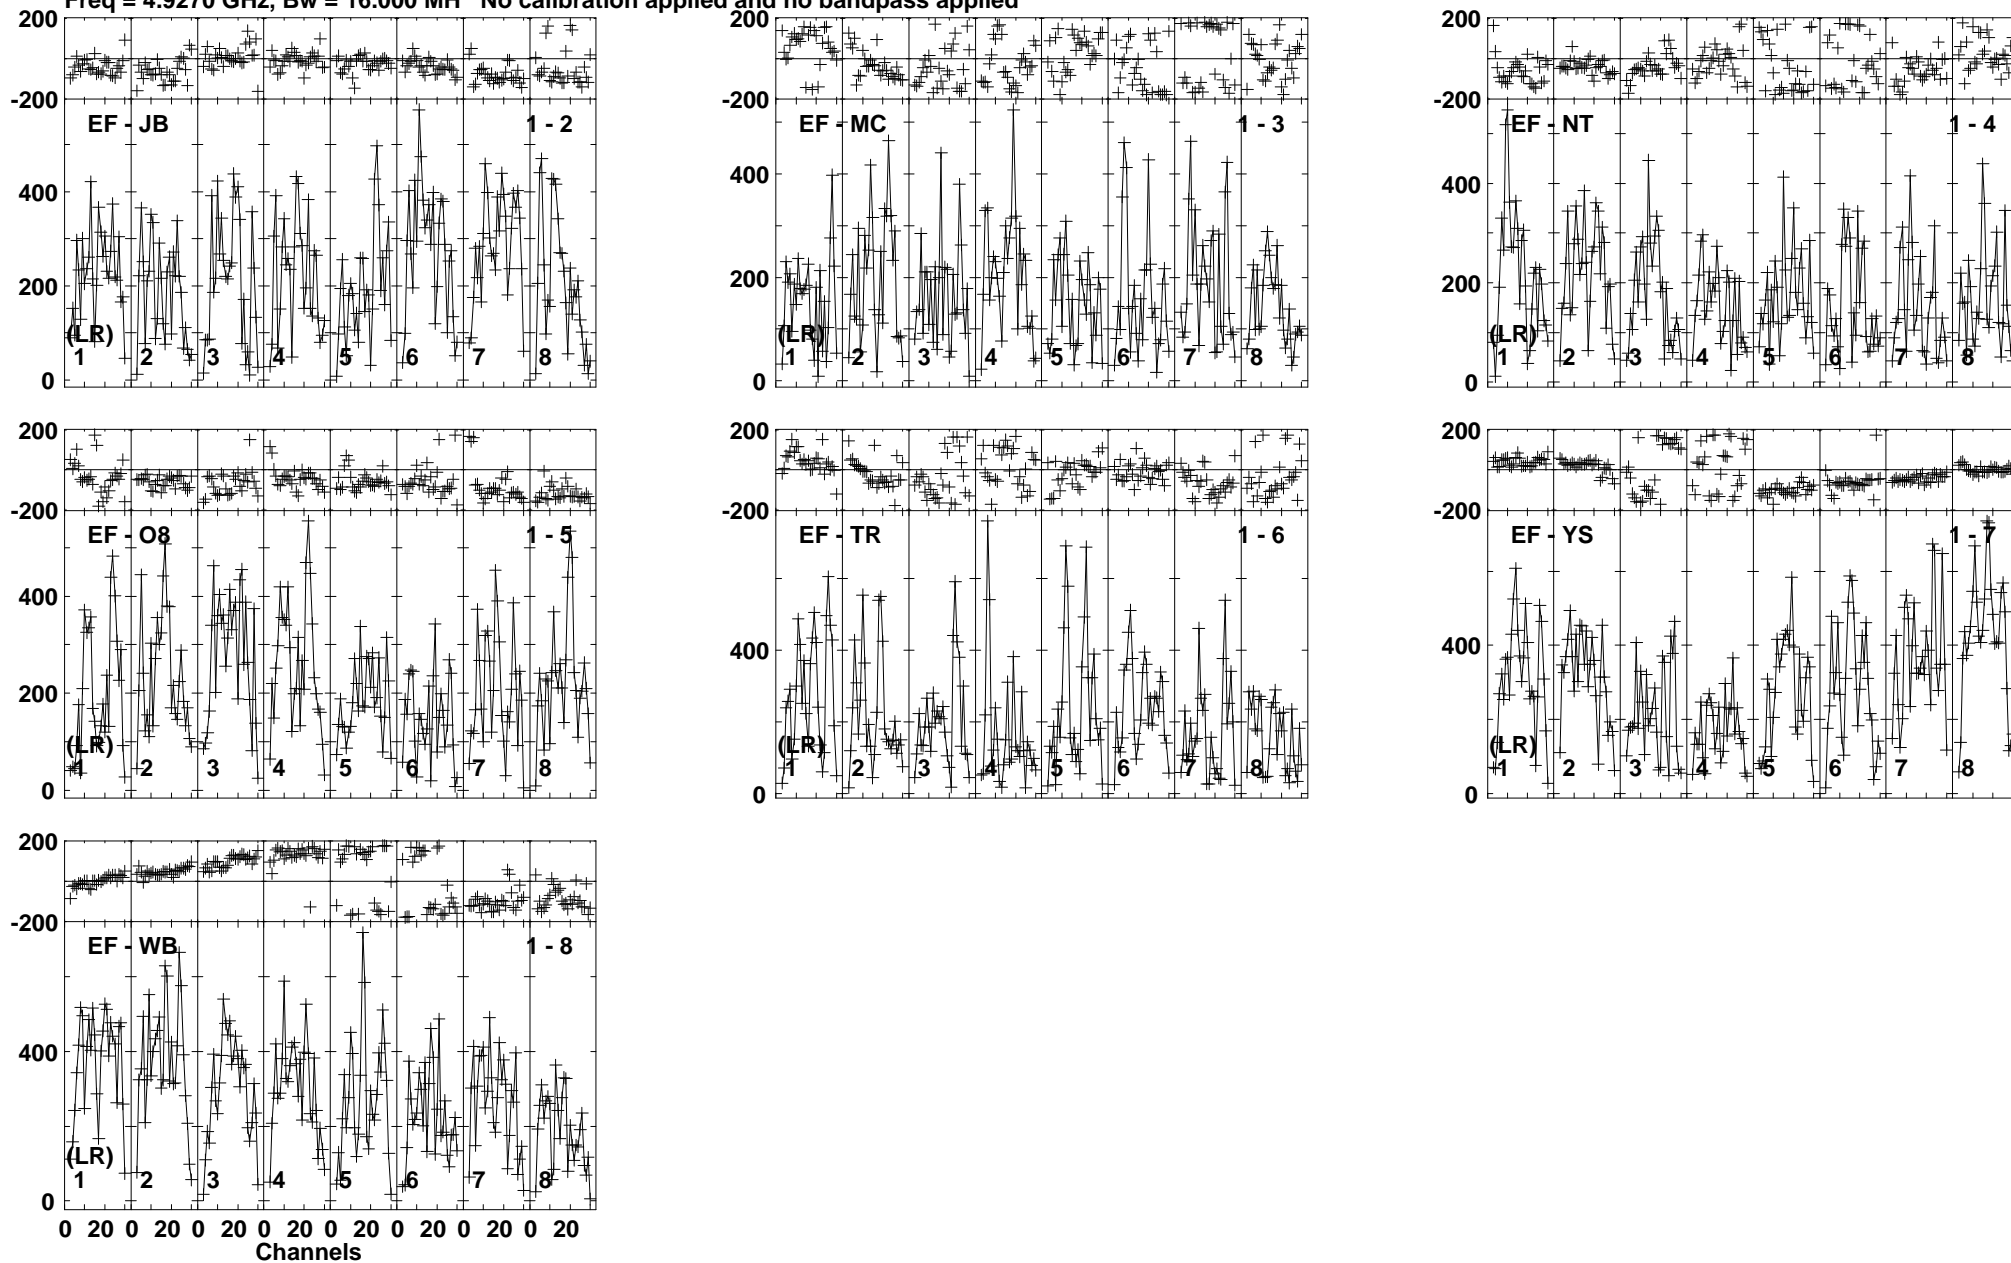 Freq = 4.9270 GHz, Bw = 16.000 MH No calibration applied and no bandpass applied
200 200 200
-200 -200 -200
EF - JB 1 - 2 EF - MC 1 - 3 EF - NT 1 - 4
400 400 400
200 200 200
(LR) (LR) (LR)
1 2 3 4 5 6 7 8 1 2 3 4 5 6 7 8 1 2 3 4 5 6 7 8
0 0 0
200 200 200
-200 -200 -200
EF - O8 1 - 5 EF - TR 1 - 6 EF - YS 1 - 7
400 400 400
200
(LR) (LR) (LR)
1 2 3 4 5 6 7 8 1 2 3 4 5 6 7 8 1 2 3 4 5 6 7 8
0 0 0
200
-200
EF - WB 1 - 8
400
(LR)
1 2 3 4 5 6 7 8
0
0 20 0 20 0 20 0 20 0 20 0 20 0 20 0 20
Channels